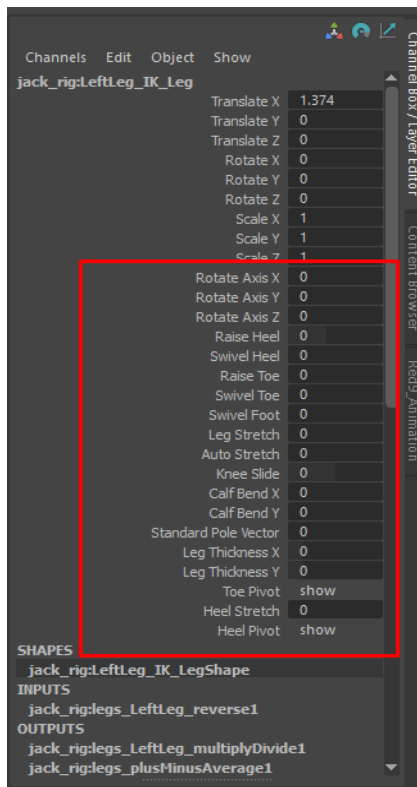 Channels Edit Object Show
jack_rig:LeftLeg_IK_Leg
Translate X 1.374
Translate Y 0
Translate Z 0
Rotate X 0
Rotate Y 0
Rotate Z 0
Scale X 1
Scale Y 1
Scale Z 1
Rotate Axis X 0
Rotate Axis Y 0
Rotate Axis Z 0
Raise Heel 0
Swivel Heel 0
Raise Toe 0
Swivel Toe 0
Swivel Foot 0
Leg Stretch 0
Auto Stretch 0
Knee Slide 0
Calf Bend X 0
Calf Bend Y 0
Standard Pole Vector 0
Leg Thickness X 0
Leg Thickness Y 0
Toe Pivot show
Heel Stretch 0
Heel Pivot show
SHAPES
jack_rig:LeftLeg_IK_LegShape
INPUTS
jack_rig:legs_LeftLeg_reverse1
OUTPUTS
jack_rig:legs_LeftLeg_multiplyDivide1
jack_rig:legs_plusMinusAverage1
Channel Box / Layer Editor
Content Browser
Red9_Animation